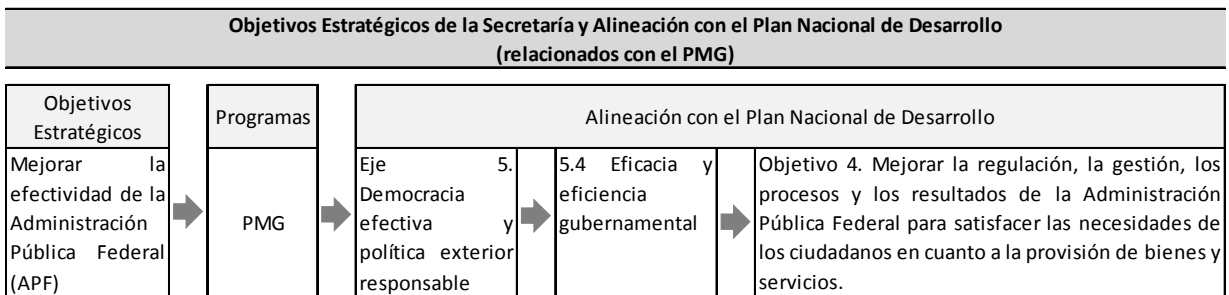 Objetivos Estratégicos de la Secretaría y Alineación con el Plan Nacional de Desarrollo
(relacionados con el PMG)
Objetivos
Estratégicos
Programas
Alineación con el Plan Nacional de Desarrollo
Mejorar la
efectividad de la
Administración
Pública Federal
(APF)
PMG
Eje 5.
Democracia
efectiva y
política exterior
responsable
5.4 Eficacia y
eficiencia
gubernamental
Objetivo 4. Mejorar la regulación, la gestión, los
procesos y los resultados de la Administración
Pública Federal para satisfacer las necesidades de
los ciudadanos en cuanto a la provisión de bienes y
servicios.